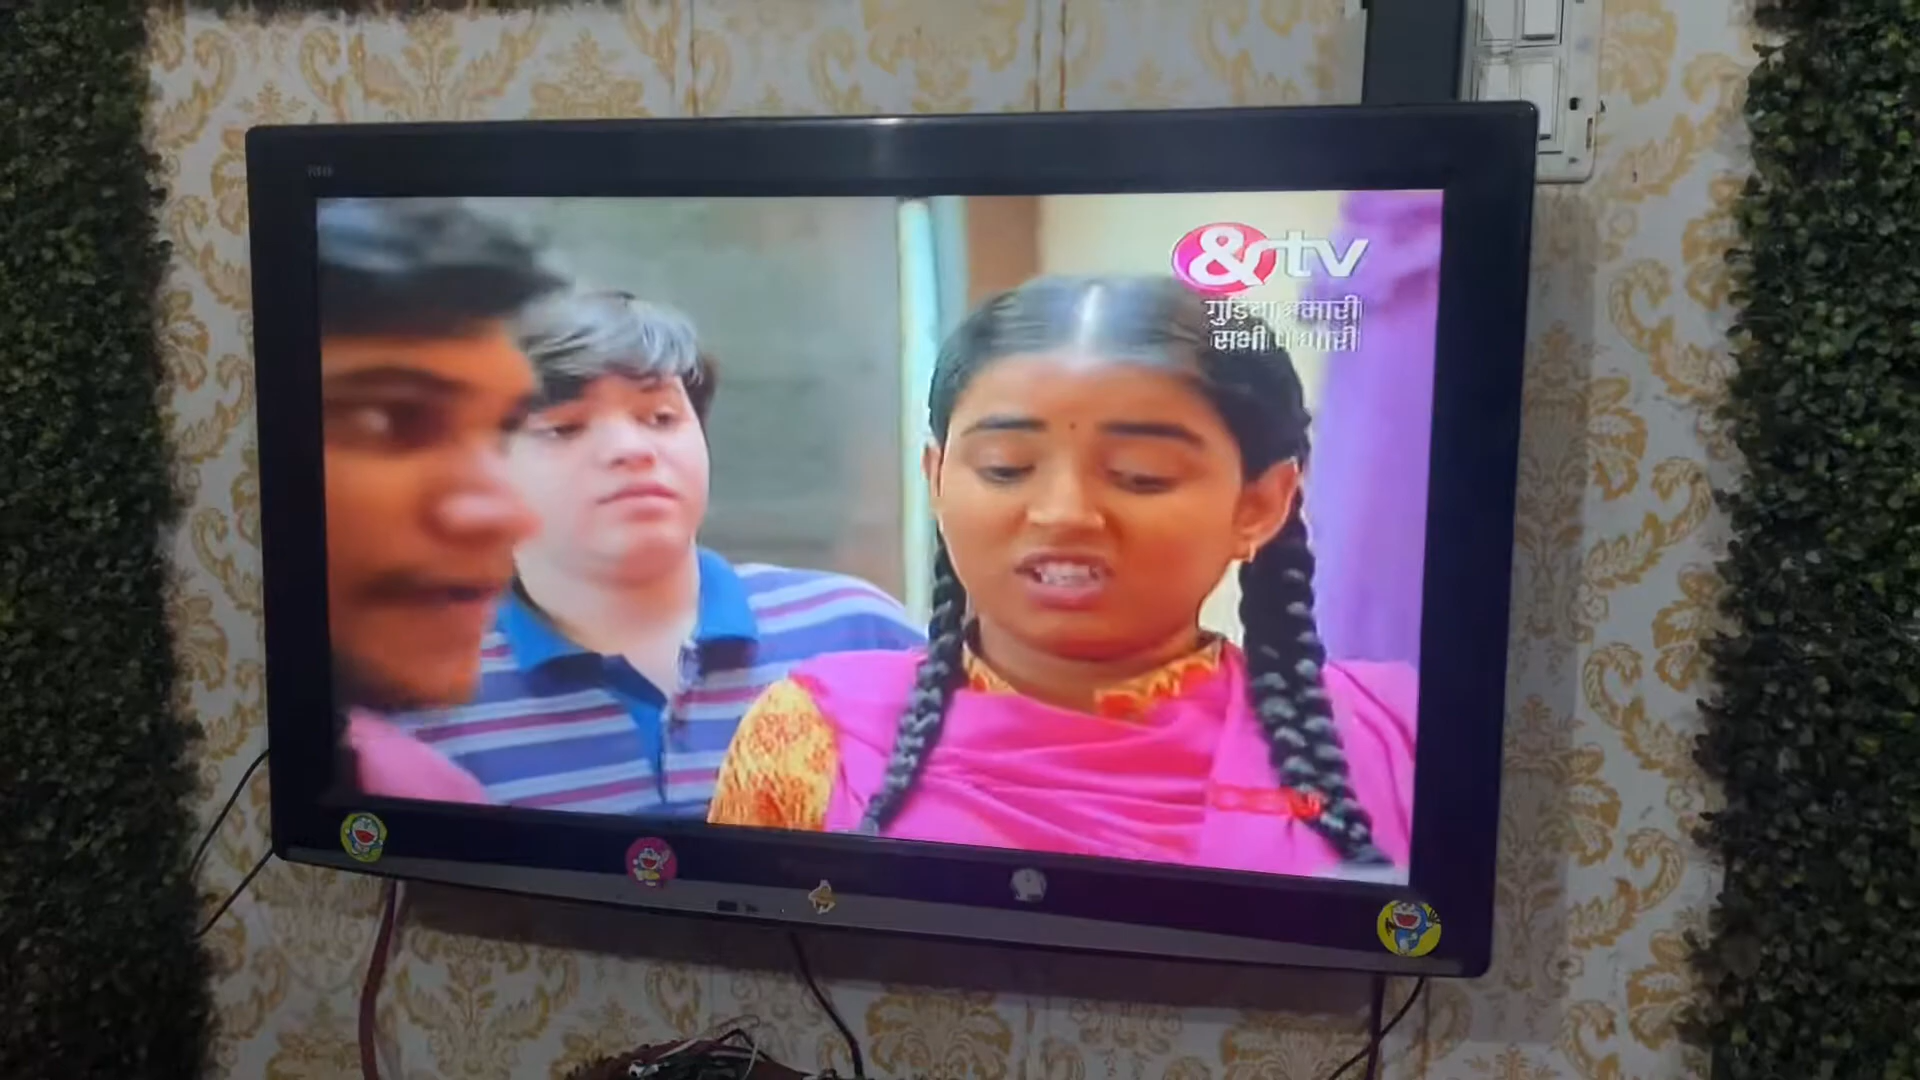 &tv
गुड़िया हमारी
सभी पे भारी